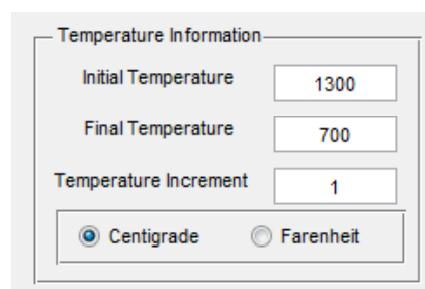 Temperature Information
Initial Temperature 1300
Final Temperature 700
Temperature Increment 1
Centigrade Farenheit